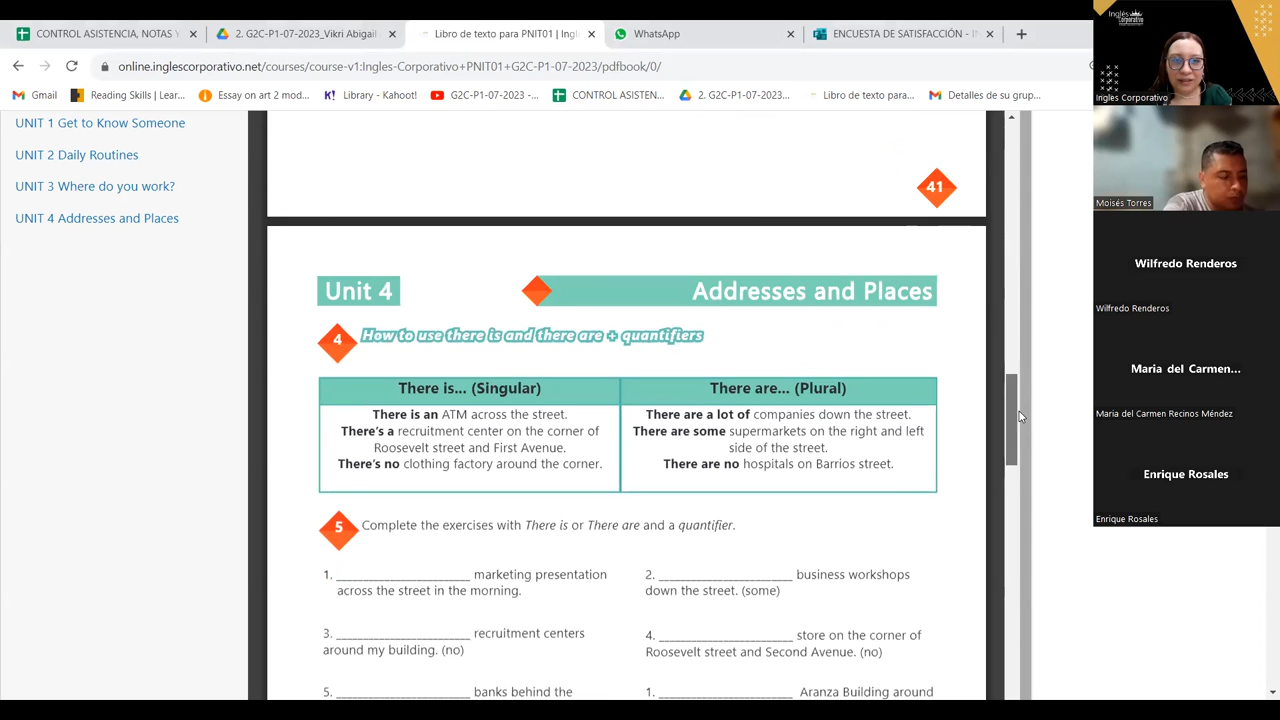 CONTROL ASISTENCIA, NOTAS Y
2. G2C-P1-07-2023_Vikri Abigail
Libro de texto para PNIT01 | Ingl
WhatsApp
ENCUESTA DE SATISFACCIÓN - I
online.inglescorporativo.net/courses/course-v1:Ingles-Corporativo+PNIT01+G2C-P1-07-2023/pdfbook/0/
Gmail
Reading Skills | Lear...
Essay on art 2 mod...
Library - Kano...
G2C-P1-07-2023 -...
CONTROL ASISTEN...
2. G2C-P1-07-2023...
Libro de texto para...
Detalles de su grup...
UNIT 1 Get to Know Someone
UNIT 2 Daily Routines
UNIT 3 Where do you work?
UNIT 4 Addresses and Places
41
Unit 4
Addresses and Places
4
How to use there is and there are + quantifiers
There is... (Singular)
There is an ATM across the street.
There's a recruitment center on the corner of
Roosevelt street and First Avenue.
There's no clothing factory around the corner.
There are... (Plural)
There are a lot of companies down the street.
There are some supermarkets on the right and left
side of the street.
There are no hospitals on Barrios street.
5
Complete the exercises with There is or There are and a quantifier.
1. ______________________ marketing presentation
across the street in the morning.
2. ______________________ business workshops
down the street. (some)
3. ______________________ recruitment centers
around my building. (no)
4. ______________________ store on the corner of
Roosevelt street and Second Avenue. (no)
5. ______________________ banks behind the
1. ______________________ Aranza Building around
Inglés
Corporativo
Ingles Corporativo
Moisés Torres
Wilfredo Renderos
Wilfredo Renderos
Maria del Carmen...
Maria del Carmen Recinos Méndez
Enrique Rosales
Enrique Rosales